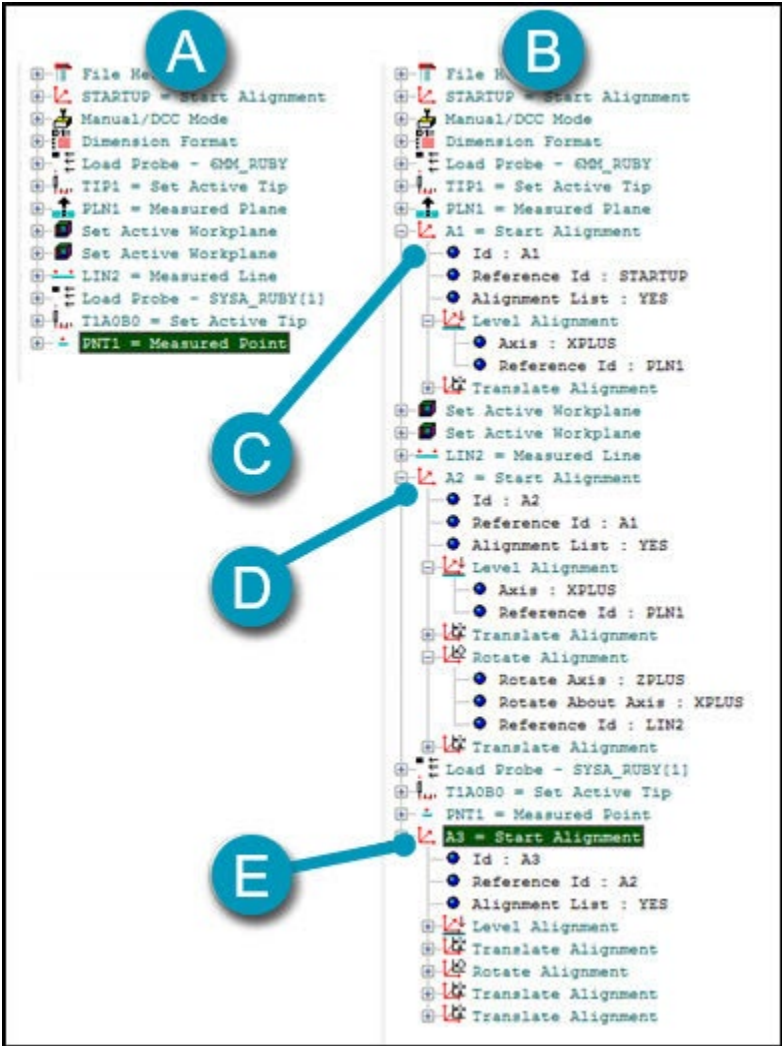 A
File He
STARTUP = Start Alignment
Manual/DCC Mode
Dimension Format
Load Probe - 6MM_RUBY
TIP1 = Set Active Tip
PLN1 = Measured Plane
Set Active Workplane
Set Active Workplane
LIN2 = Measured Line
Load Probe - SYSA_RUBY[1]
T1A0B0 = Set Active Tip
PNT1 = Measured Point
B
File He
STARTUP = Start Alignment
Manual/DCC Mode
Dimension Format
Load Probe - 6MM_RUBY
TIP1 = Set Active Tip
PLN1 = Measured Plane
A1 = Start Alignment
Id : A1
Reference Id : STARTUP
Alignment List : YES
Level Alignment
Axis : XPLUS
Reference Id : PLN1
Translate Alignment
Set Active Workplane
Set Active Workplane
LIN2 = Measured Line
A2 = Start Alignment
Id : A2
Reference Id : A1
Alignment List : YES
Level Alignment
Axis : XPLUS
Reference Id : PLN1
Translate Alignment
Rotate Alignment
Rotate Axis : ZPLUS
Rotate About Axis : XPLUS
Reference Id : LIN2
Translate Alignment
Load Probe - SYSA_RUBY[1]
T1A0B0 = Set Active Tip
PNT1 = Measured Point
A3 = Start Alignment
Id : A3
Reference Id : A2
Alignment List : YES
Level Alignment
Translate Alignment
Rotate Alignment
Translate Alignment
Translate Alignment
C
D
E